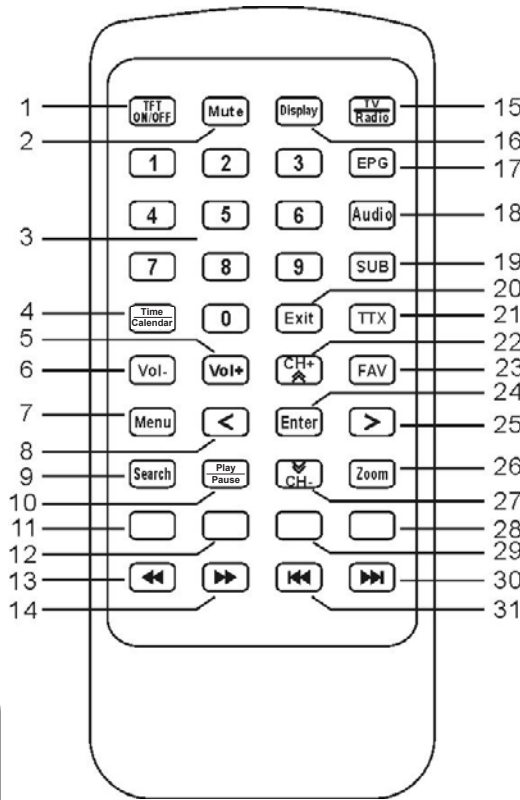 1 TFT Mute Display TV 15
ON/OFF Radio
2 16
1 2 3 EPG 17
4 5 6 Audio 18
3
7 8 9 SUB 19
20
4 Time 0 Exit TTX 21
Calendar
5 22
6 Vol- Vol+ CH+ FAV 23
24
7 Menu < Enter > 25
8
9 Search Play CH- Zoom 26
Pause
10 27
11 28
12 29
13 30
14 31